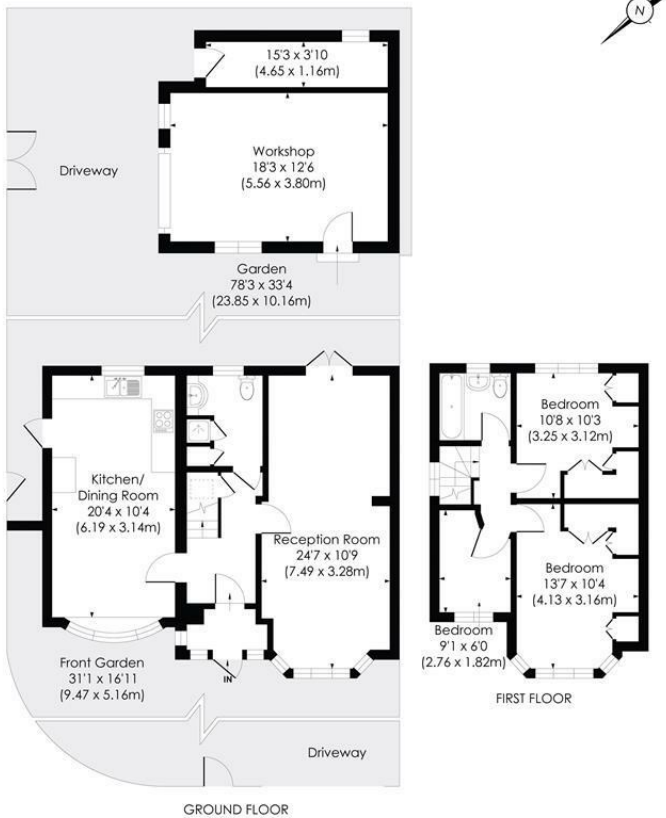 N
15'3 x 3'10
(4.65 x 1.16m)
Workshop
18'3 x 12'6
(5.56 x 3.80m)
Driveway
Garden
78'3 x 33'4
(23.85 x 10.16m)
Kitchen/
Dining Room
20'4 x 10'4
(6.19 x 3.14m)
Reception Room
24'7 x 10'9
(7.49 x 3.28m)
Front Garden
31'1 x 16'11
(9.47 x 5.16m)
IN
Driveway
GROUND FLOOR
Bedroom
10'8 x 10'3
(3.25 x 3.12m)
Bedroom
13'7 x 10'4
(4.13 x 3.16m)
Bedroom
9'1 x 6'0
(2.76 x 1.82m)
FIRST FLOOR